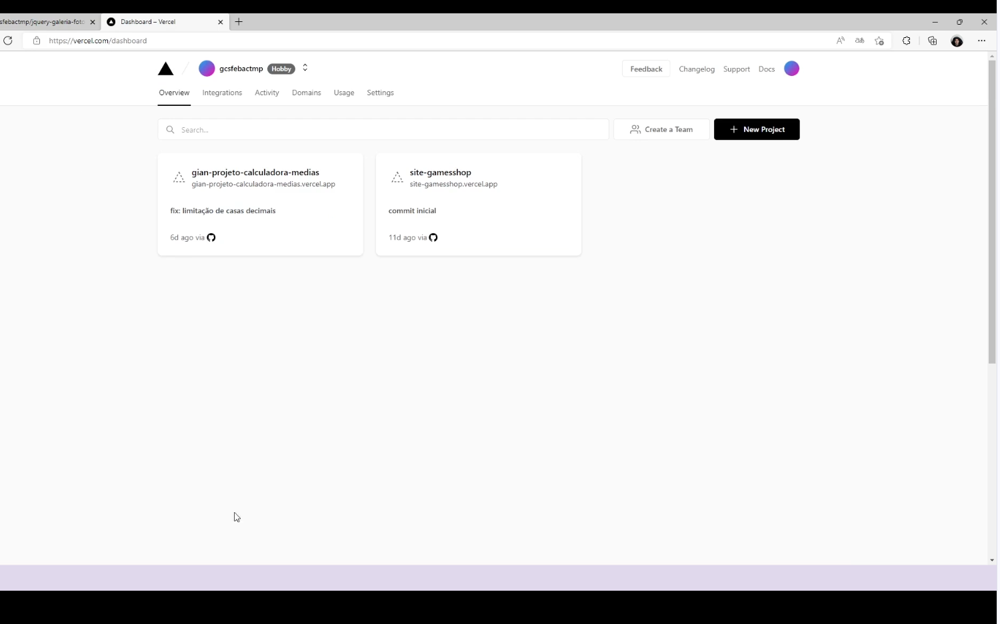 sfebactmp/jquery-galeria-foto
Dashboard – Vercel
https://vercel.com/dashboard
gcsfebactmp Hobby
Feedback Changelog Support Docs
Overview Integrations Activity Domains Usage Settings
Search...
Create a Team
New Project
gian-projeto-calculadora-medias
gian-projeto-calculadora-medias.vercel.app
fix: limitação de casas decimais
6d ago via
site-gamesshop
site-gamesshop.vercel.app
commit inicial
11d ago via